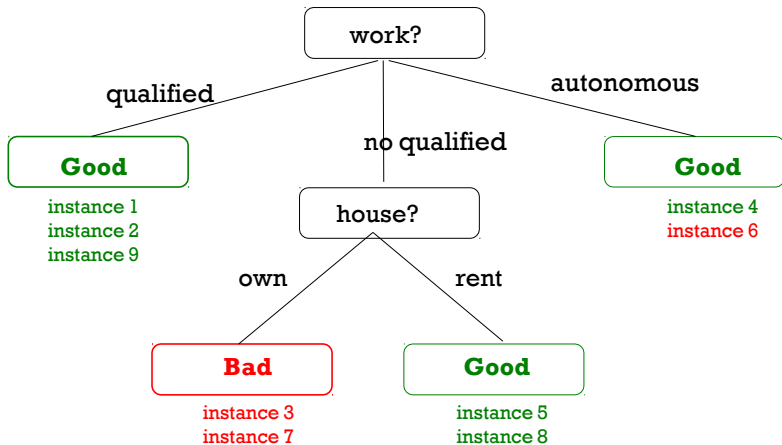 work?
qualified
autonomous
no qualified
Good
instance 1
instance 2
instance 9
Good
instance 4
instance 6
house?
own
rent
Bad
instance 3
instance 7
Good
instance 5
instance 8